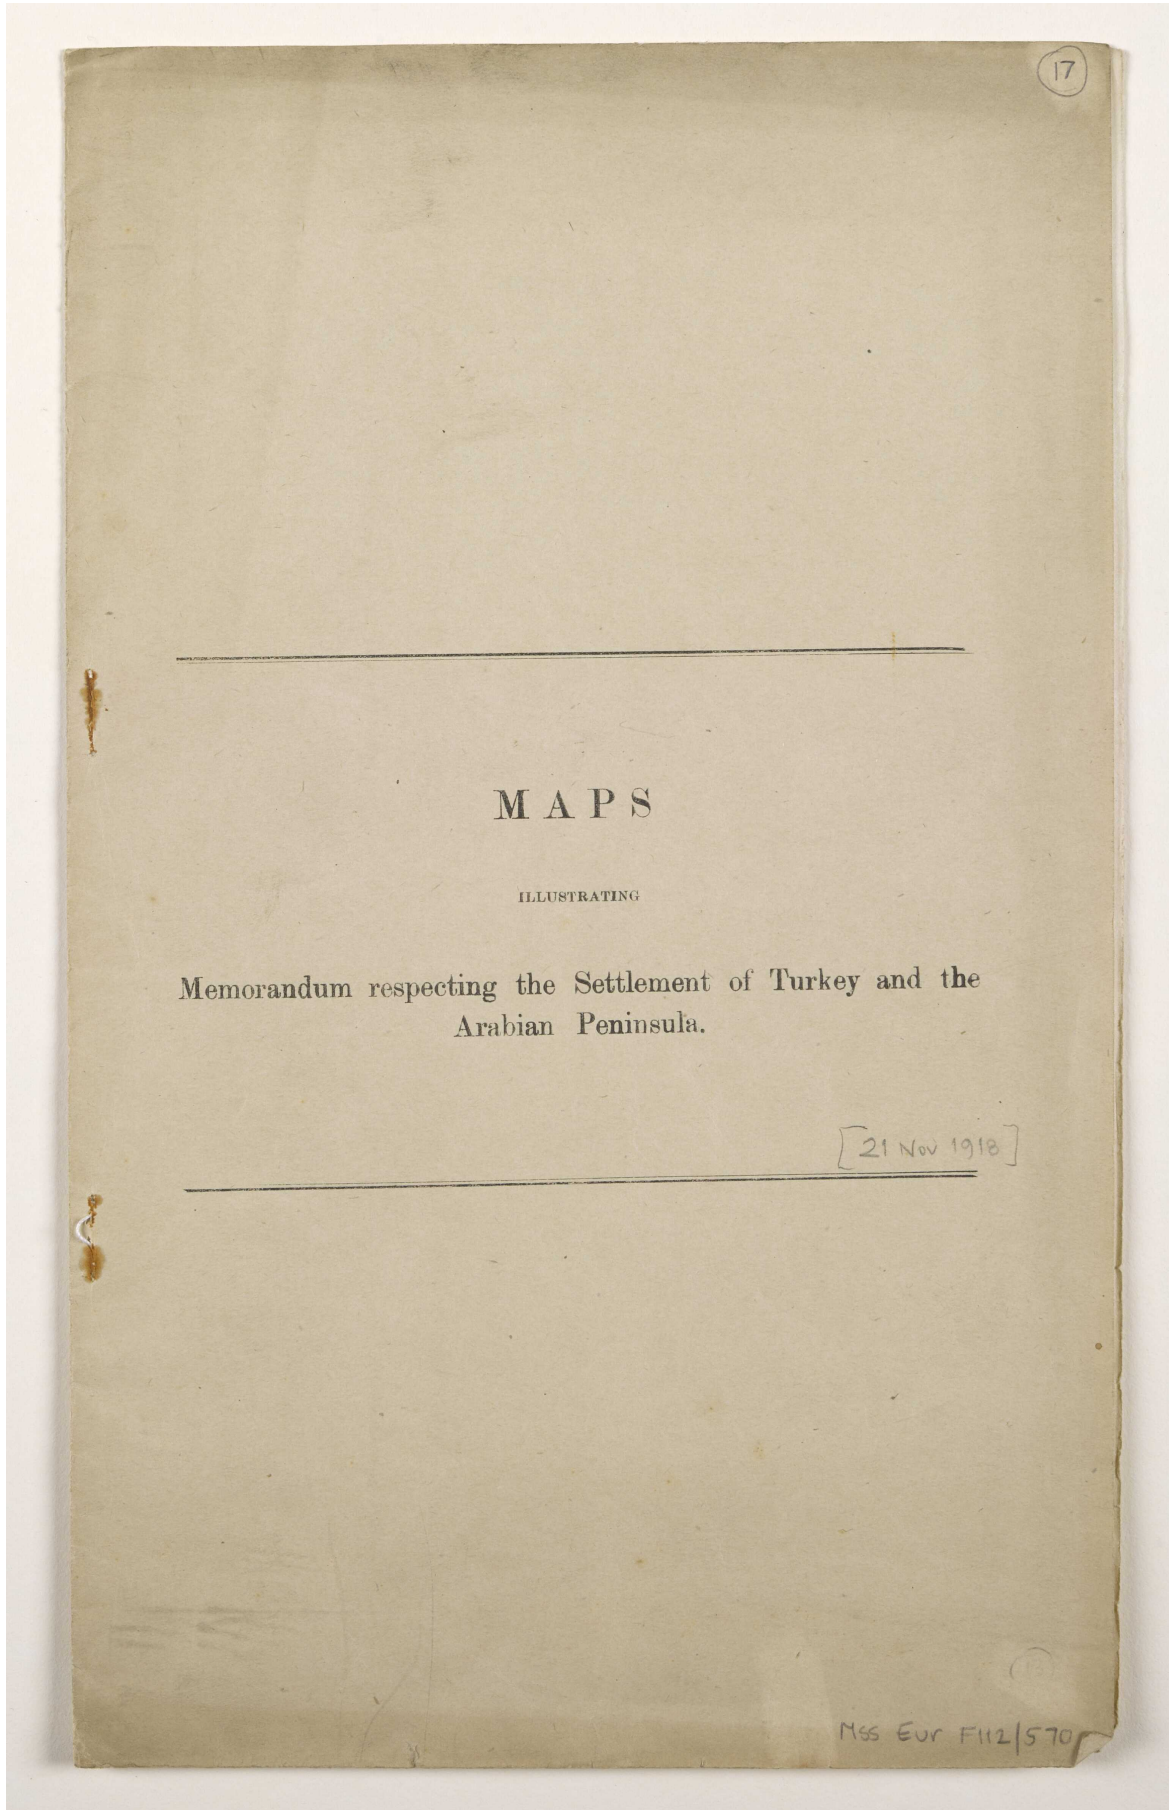 17
MAPS
ILLUSTRATING
Memorandum respecting the Settlement of Turkey and the
Arabian Peninsula.
[21 Nov 1918]
Mss Eur F112/570